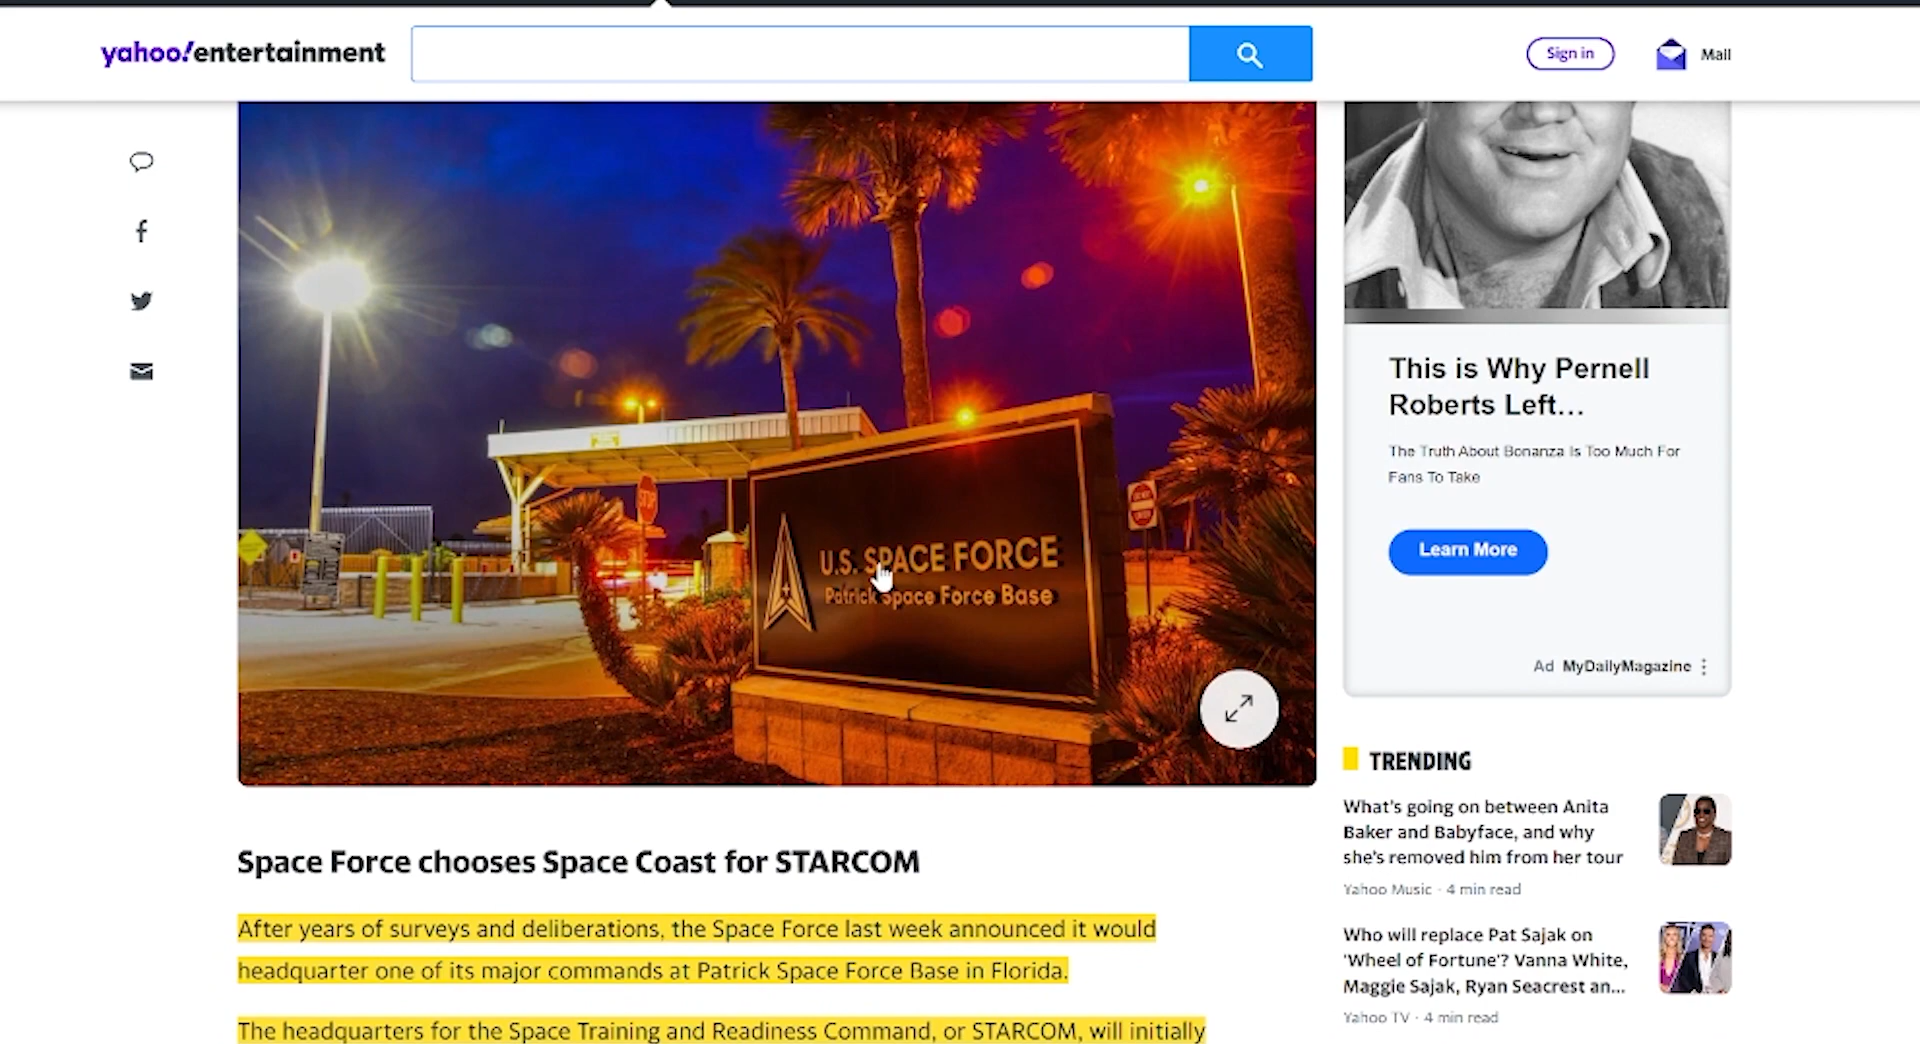 yahoo!entertainment
Sign in
Mail
STOP
U.S. SPACE FORCE
Patrick Space Force Base
This is Why Pernell
Roberts Left...
The Truth About Bonanza Is Too Much For
Fans To Take
Learn More
Ad MyDailyMagazine
TRENDING
What's going on between Anita
Baker and Babyface, and why
she's removed him from her tour
Yahoo Music · 4 min read
Who will replace Pat Sajak on
'Wheel of Fortune'? Vanna White,
Maggie Sajak, Ryan Seacrest an...
Yahoo TV · 4 min read
Space Force chooses Space Coast for STARCOM
After years of surveys and deliberations, the Space Force last week announced it would
headquarter one of its major commands at Patrick Space Force Base in Florida.
The headquarters for the Space Training and Readiness Command, or STARCOM, will initially